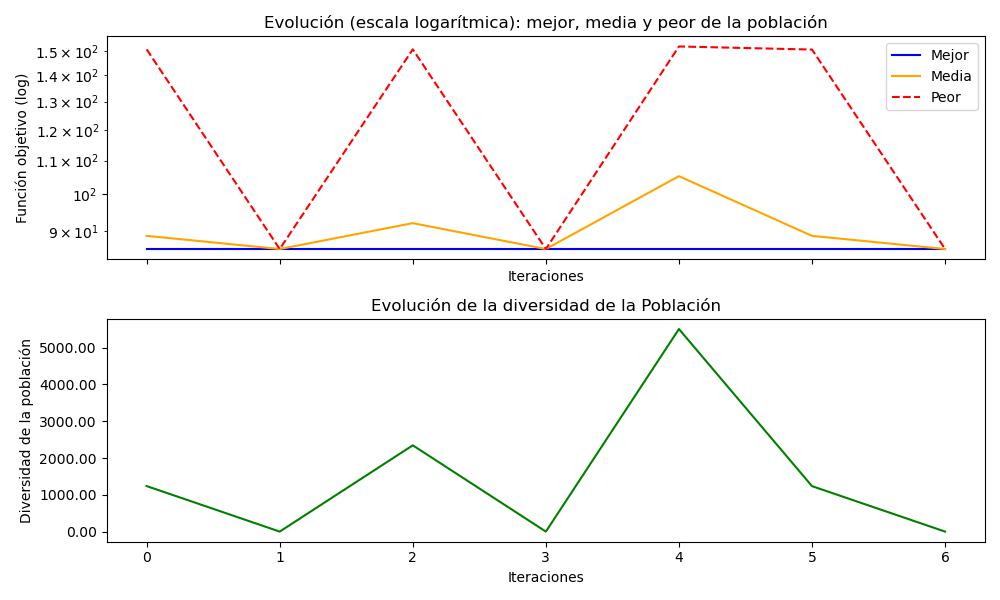 Evolución (escala logarítmica): mejor, media y peor de la población
Función objetivo (log)
1.5 × 10²
1.4 × 10²
1.3 × 10²
1.2 × 10²
1.1 × 10²
10²
9 × 10¹
Mejor
Media
Peor
Iteraciones
Evolución de la diversidad de la Población
Diversidad de la población
5000.00
4000.00
3000.00
2000.00
1000.00
0.00
0 1 2 3 4 5 6
Iteraciones